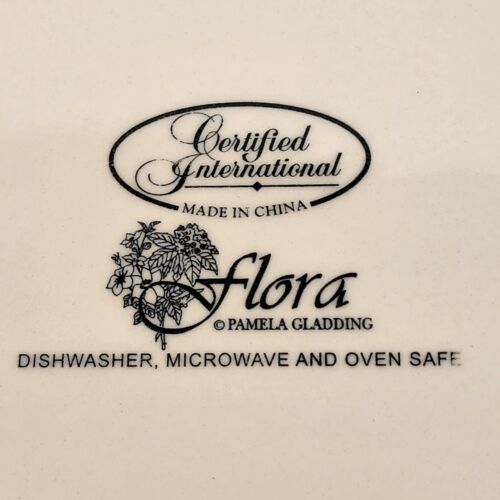 Certified
International
MADE IN CHINA
flora
© PAMELA GLADDING
DISHWASHER, MICROWAVE AND OVEN SAFE